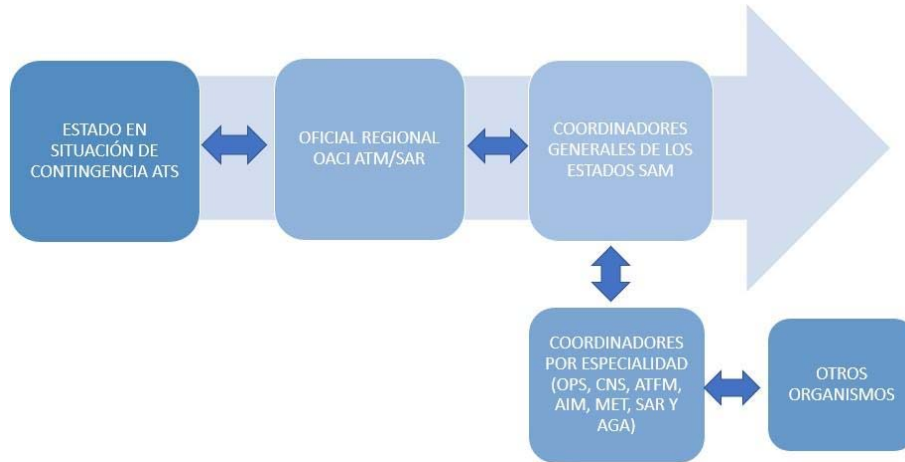 ESTADO EN
SITUACIÓN DE
CONTINGENCIA ATS
OFICIAL REGIONAL
OACI ATM/SAR
COORDINADORES
GENERALES DE LOS
ESTADOS SAM
COORDINADORES
POR ESPECIALIDAD
(OPS, CNS, ATFM,
AIM, MET, SAR Y
AGA)
OTROS
ORGANISMOS